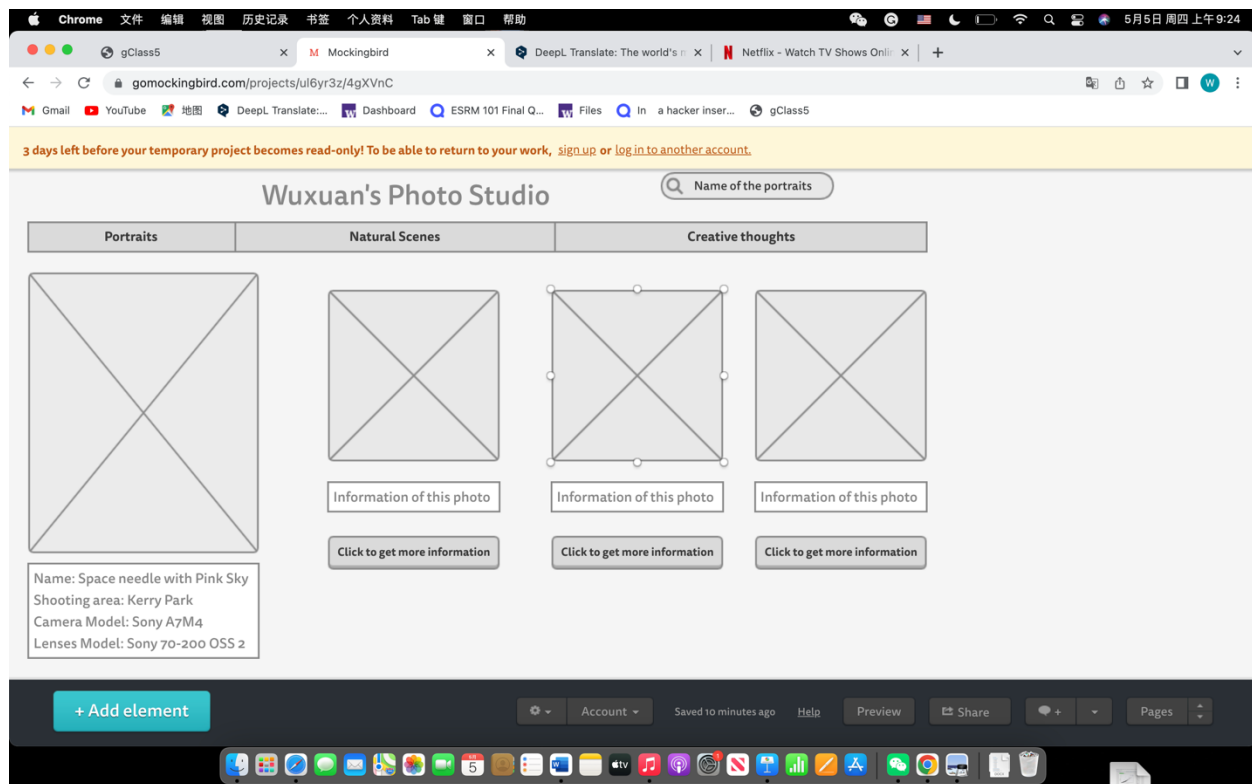 Chrome 文件 编辑 视图 历史记录 书签 个人资料 Tab 键 窗口 帮助 5月5日 周四 上午9:24
gClass5 Mockingbird DeepL Translate: The world's m Netflix - Watch TV Shows Onlin
gomockingbird.com/projects/ul6yr3z/4gXVnC W
Gmail YouTube 地图 DeepL Translate:... Dashboard ESRM 101 Final Q... Files In a hacker inser... gClass5
3 days left before your temporary project becomes read-only! To be able to return to your work, sign up or log in to another account.
Wuxuan's Photo Studio Name of the portraits
Portraits Natural Scenes Creative thoughts
Information of this photo Information of this photo Information of this photo
Click to get more information Click to get more information Click to get more information
Name: Space needle with Pink Sky
Shooting area: Kerry Park
Camera Model: Sony A7M4
Lenses Model: Sony 70-200 OSS 2
+ Add element Account Saved 10 minutes ago Help Preview Share + Pages
5 tv